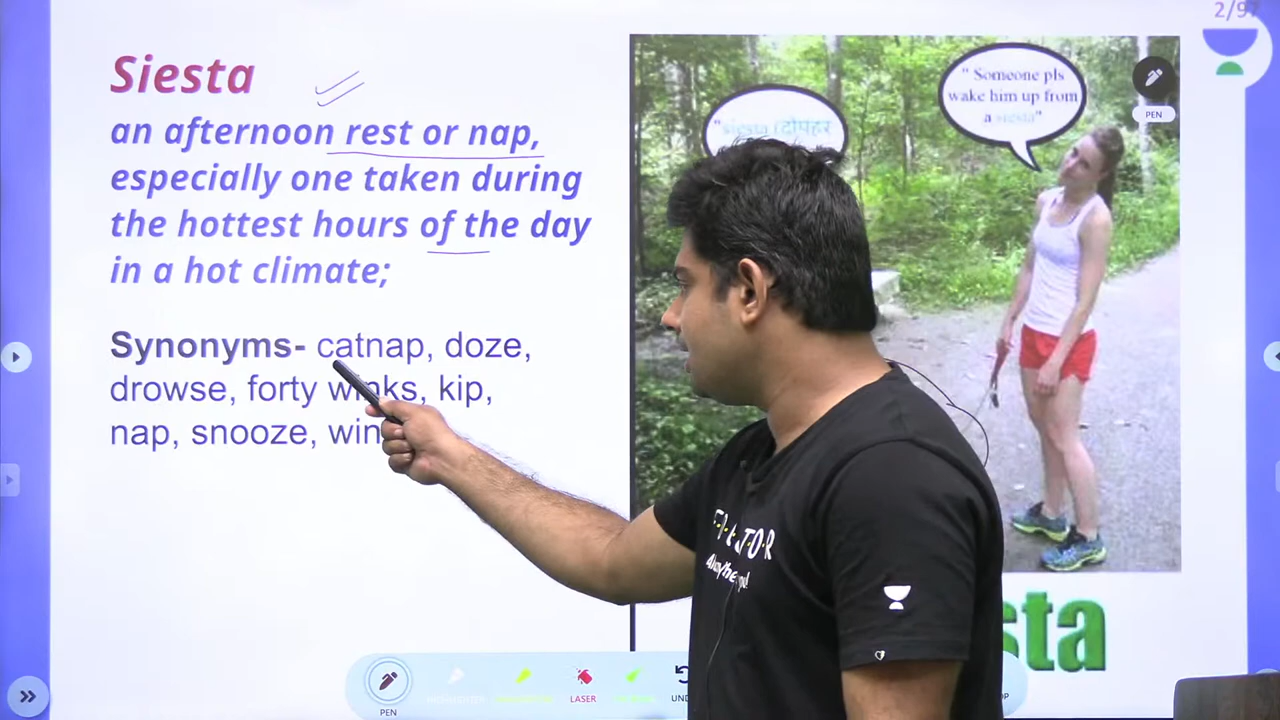 2/97
Siesta
an afternoon rest or nap,
especially one taken during
the hottest hours of the day
in a hot climate;
Synonyms- catnap, doze,
drowse, forty winks, kip,
nap, snooze,
"siesta (दोपहर
" Someone pls
wake him up from
a siesta"
PEN
PEN
LASER